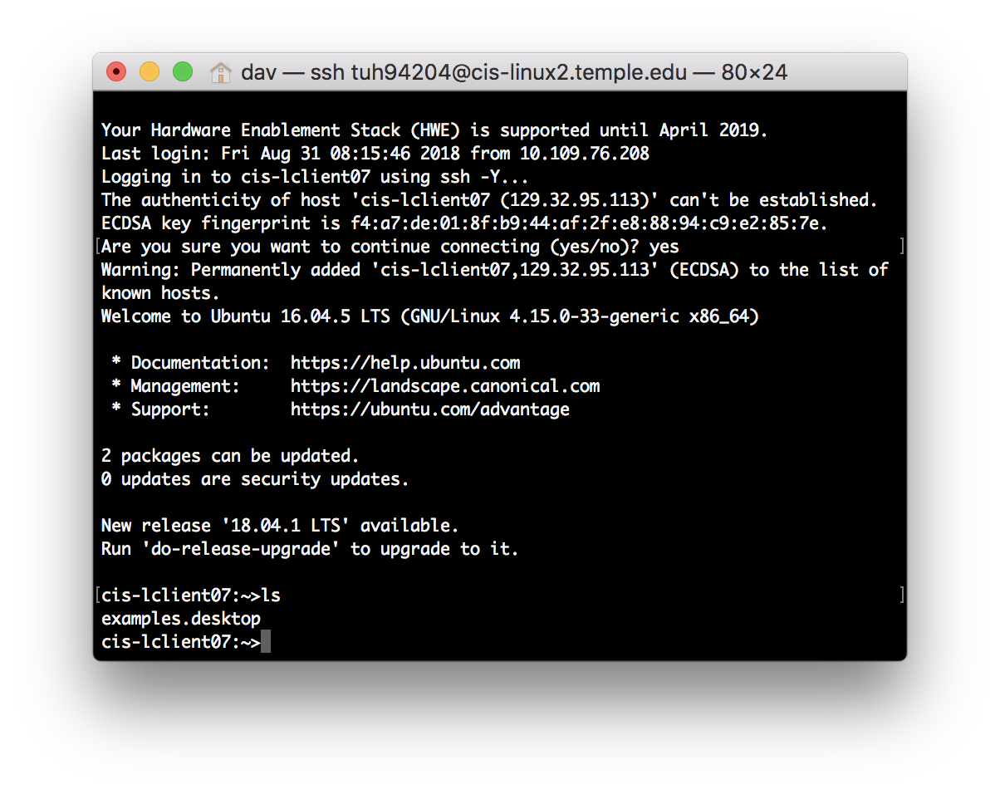 dav — ssh tuh94204@cis-linux2.temple.edu — 80×24
Your Hardware Enablement Stack (HWE) is supported until April 2019.
Last login: Fri Aug 31 08:15:46 2018 from 10.109.76.208
Logging in to cis-lclient07 using ssh -Y...
The authenticity of host 'cis-lclient07 (129.32.95.113)' can't be established.
ECDSA key fingerprint is f4:a7:de:01:8f:b9:44:af:2f:e8:88:94:c9:e2:85:7e.
[Are you sure you want to continue connecting (yes/no)? yes ]
Warning: Permanently added 'cis-lclient07,129.32.95.113' (ECDSA) to the list of
known hosts.
Welcome to Ubuntu 16.04.5 LTS (GNU/Linux 4.15.0-33-generic x86_64)
* Documentation:  https://help.ubuntu.com
* Management:     https://landscape.canonical.com
* Support:        https://ubuntu.com/advantage
2 packages can be updated.
0 updates are security updates.
New release '18.04.1 LTS' available.
Run 'do-release-upgrade' to upgrade to it.
[cis-lclient07:~>ls ]
examples.desktop
cis-lclient07:~>